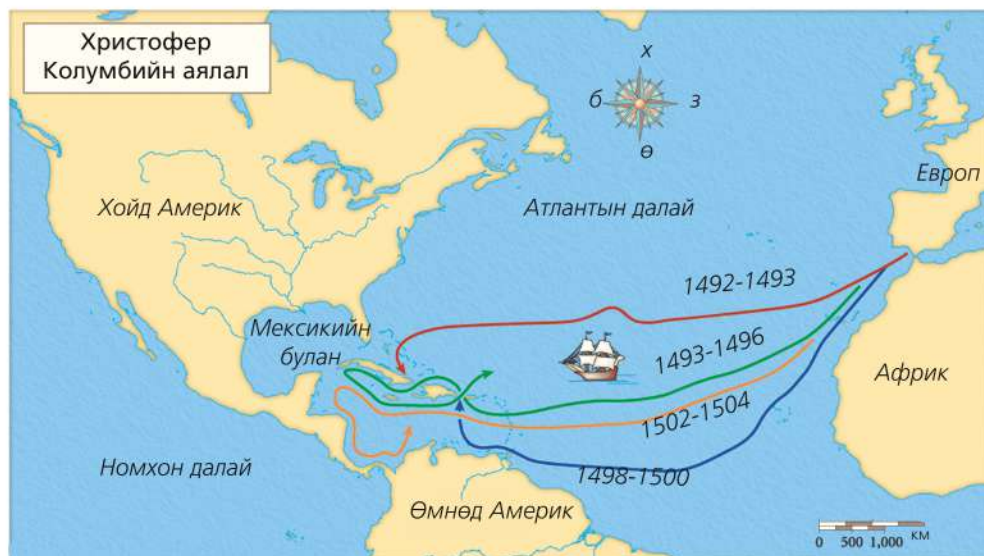 Христофер
Колумбийн аялал
х
б
з
ө
Европ
Хойд Америк
Атлантын далай
1492-1493
Мексикийн
булан
1493-1496
Африк
1502-1504
Номхон далай
1498-1500
Өмнөд Америк
0 500 1,000 км